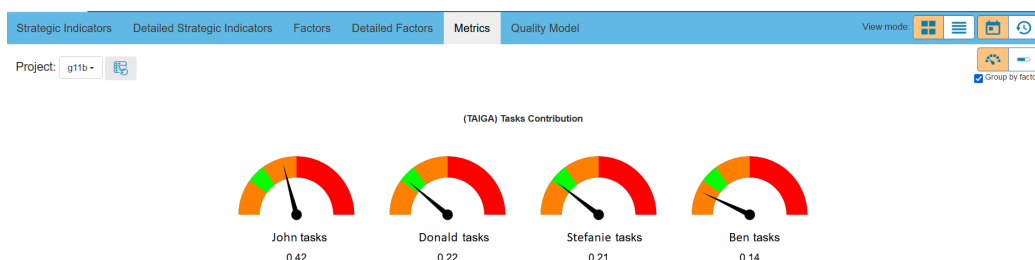 Strategic Indicators Detailed Strategic Indicators Factors Detailed Factors Metrics Quality Model View mode:
Project: g11b
Group by facto
(TAIGA) Tasks Contribution
John tasks Donald tasks Stefanie tasks Ben tasks
0.42 0.22 0.21 0.14